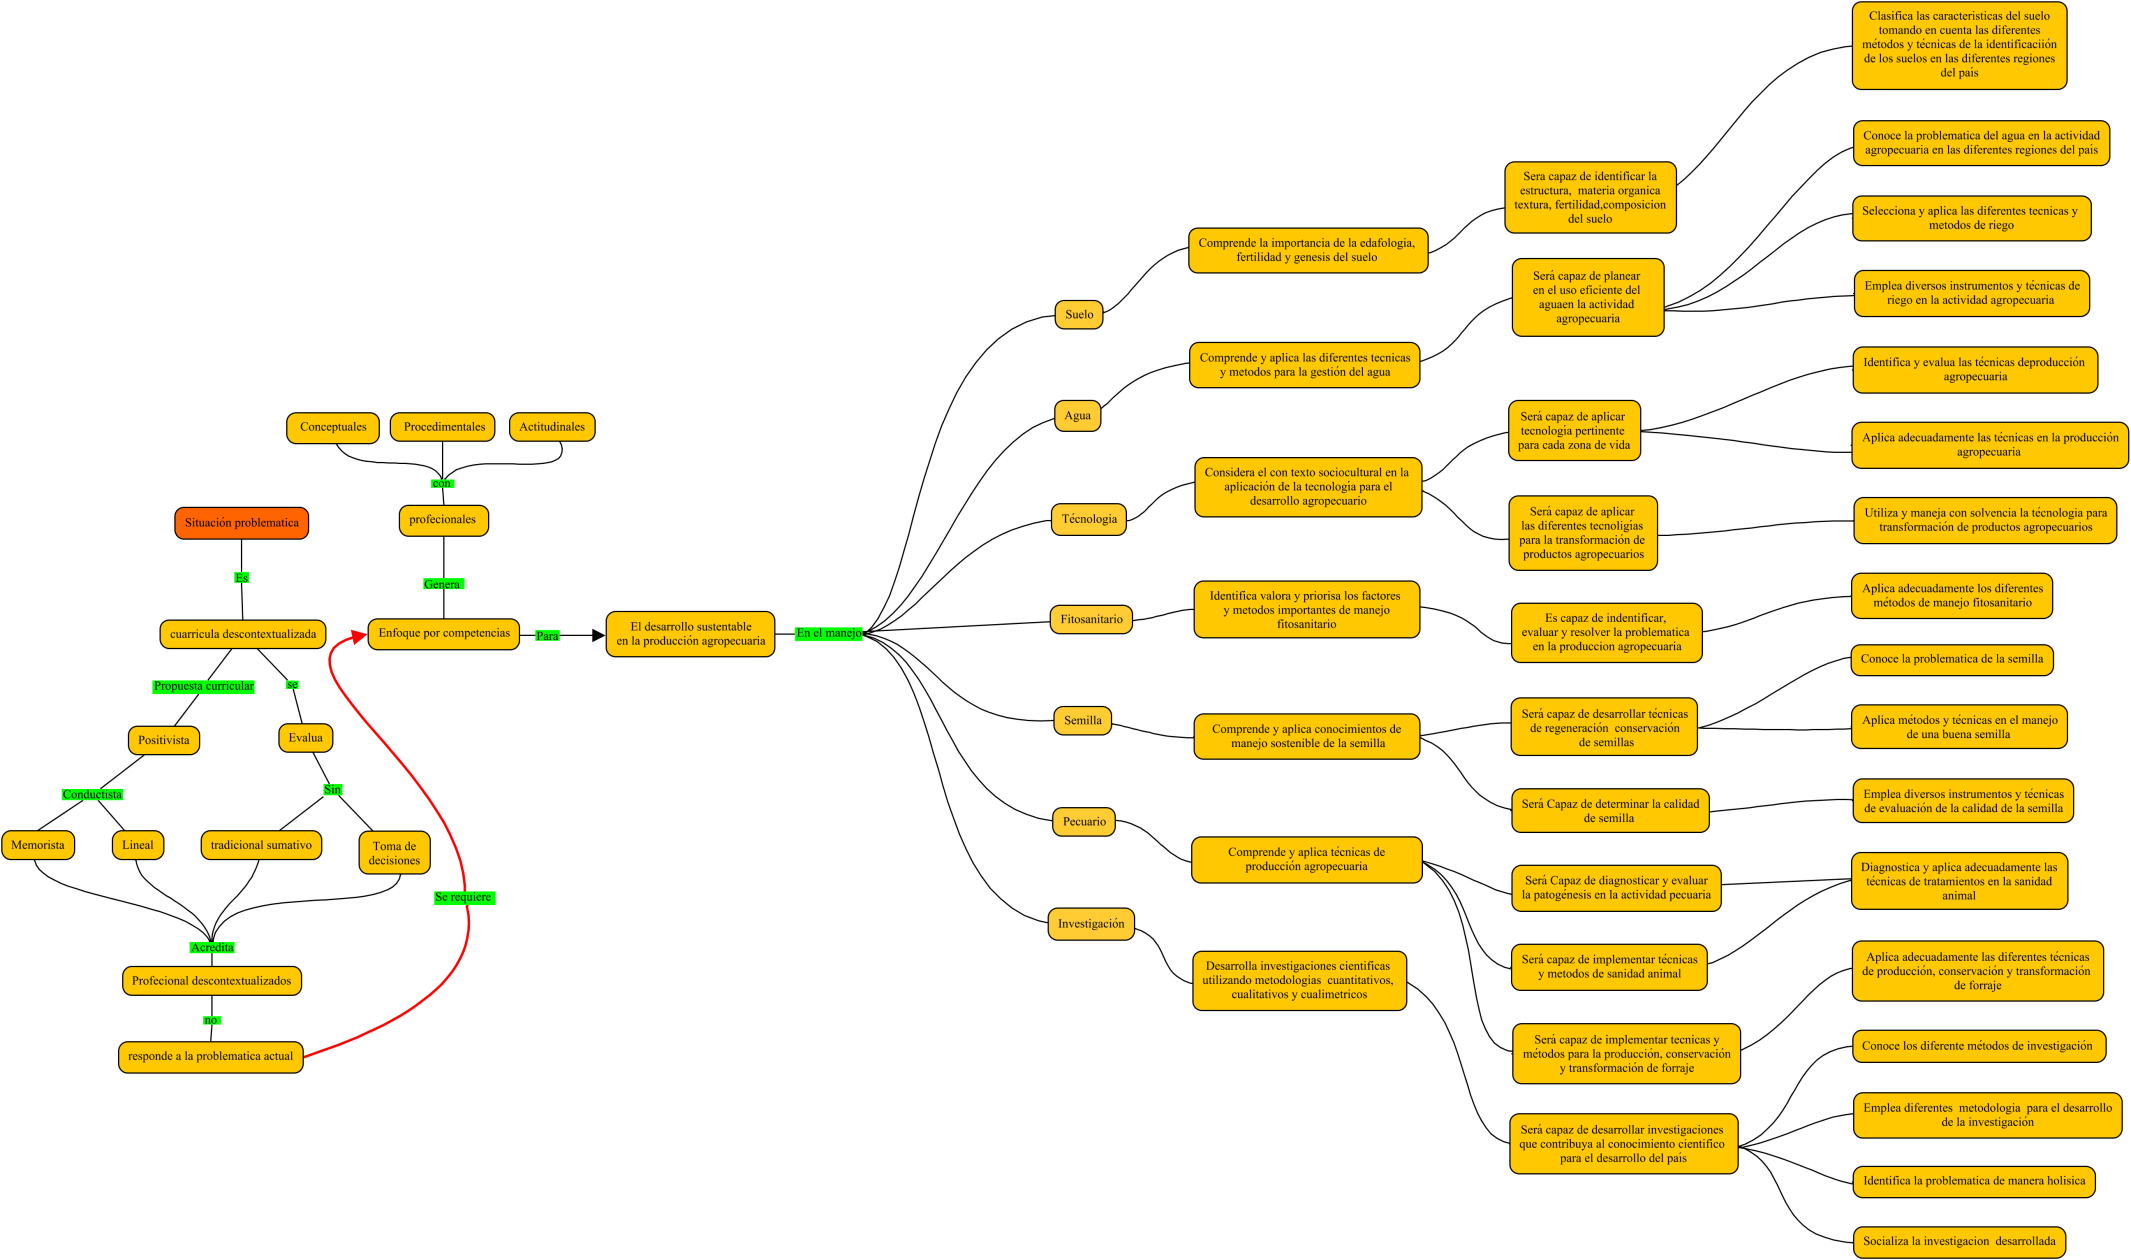 Situación problematica
Es
cuarricula descontextualizada
Propuesta curricular
se
Positivista
Evalua
Conductista
Sin
Memorista
Lineal
tradicional sumativo
Toma de
decisiones
Acredita
Profecional descontextualizados
no
responde a la problematica actual
Se requiere
Conceptuales
Procedimentales
Actitudinales
con
profecionales
Genera
Enfoque por competencias
Para
El desarrollo sustentable
en la producción agropecuaria
En el manejo
Suelo
Agua
Técnologia
Fitosanitario
Semilla
Pecuario
Investigación
Comprende la importancia de la edafologia,
fertilidad y genesis del suelo
Comprende y aplica las diferentes tecnicas
y metodos para la gestión del agua
Considera el con texto sociocultural en la
aplicación de la tecnología para el
desarrollo agropecuario
Identifica valora y priorisa los factores
y metodos importantes de manejo
fitosanitario
Comprende y aplica conocimientos de
manejo sostenible de la semilla
Comprende y aplica técnicas de
producción agropecuaria
Desarrolla investigaciones cientificas
utilizando metodologias cuantitativos,
cualitativos y cualimetricos
Sera capaz de identificar la
estructura, materia organica
textura, fertilidad,composicion
del suelo
Será capaz de planear
en el uso eficiente del
aguaen la actividad
agropecuaria
Será capaz de aplicar
tecnología pertinente
para cada zona de vida
Será capaz de aplicar
las diferentes tecnoligias
para la transformación de
productos agropecuarios
Es capaz de indentificar,
evaluar y resolver la problematica
en la produccion agropecuaria
Será capaz de desarrollar técnicas
de regeneración conservación
de semillas
Será Capaz de determinar la calidad
de semilla
Será Capaz de diagnosticar y evaluar
la patogénesis en la actividad pecuaria
Será capaz de implementar técnicas
y metodos de sanidad animal
Será capaz de implementar tecnicas y
métodos para la producción, conservación
y transformación de forraje
Será capaz de desarrollar investigaciones
que contribuya al conocimiento cientifico
para el desarrollo del país
Clasifica las caracteristicas del suelo
tomando en cuenta las diferentes
métodos y técnicas de la identificaciión
de los suelos en las diferentes regiones
del país
Conoce la problematica del agua en la actividad
agropecuaria en las diferentes regiones del país
Selecciona y aplica las diferentes tecnicas y
metodos de riego
Emplea diversos instrumentos y técnicas de
riego en la actividad agropecuaria
Identifica y evalua las técnicas deproducción
agropecuaria
Aplica adecuadamente las técnicas en la producción
agropecuaria
Utiliza y maneja con solvencia la técnologia para
transformación de productos agropecuarios
Aplica adecuadamente los diferentes
métodos de manejo fitosanitario
Conoce la problematica de la semilla
Aplica métodos y técnicas en el manejo
de una buena semilla
Emplea diversos instrumentos y técnicas
de evaluación de la calidad de la semilla
Diagnostica y aplica adecuadamente las
técnicas de tratamientos en la sanidad
animal
Aplica adecuadamente las diferentes técnicas
de producción, conservación y transformación
de forraje
Conoce los diferente métodos de investigación
Emplea diferentes metodologia para el desarrollo
de la investigación
Identifica la problematica de manera holisica
Socializa la investigacion desarrollada